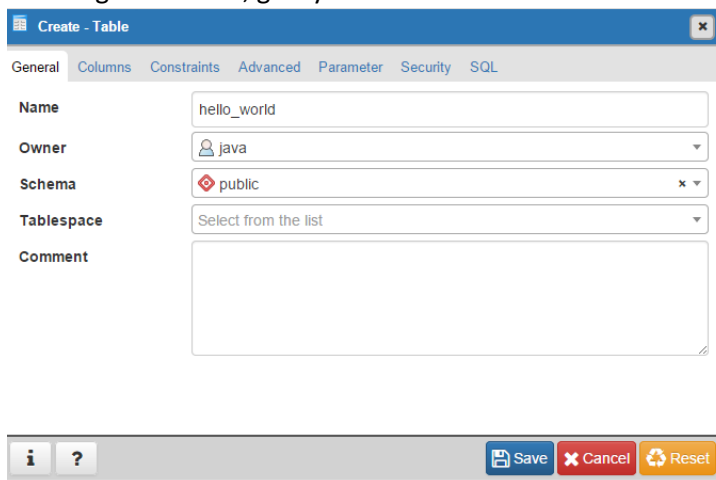 Create - Table
General Columns Constraints Advanced Parameter Security SQL
Name hello_world
Owner java
Schema public
Tablespace Select from the list
Comment
i ? Save Cancel Reset